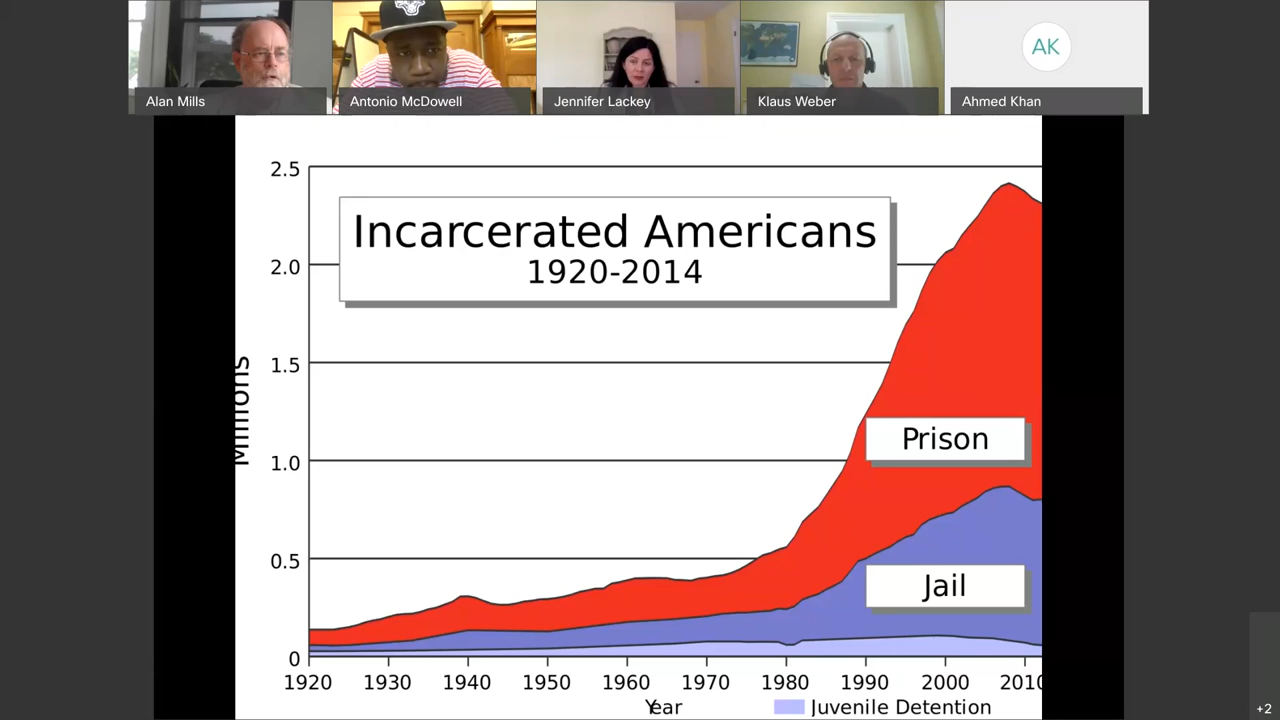 Alan Mills
Antonio McDowell
Jennifer Lackey
Klaus Weber
AK
Ahmed Khan
Incarcerated Americans
1920-2014
2.5
2.0
1.5
1.0
0.5
0
Millions
Prison
Jail
1920 1930 1940 1950 1960 1970 1980 1990 2000 2010
Year
Juvenile Detention
+2